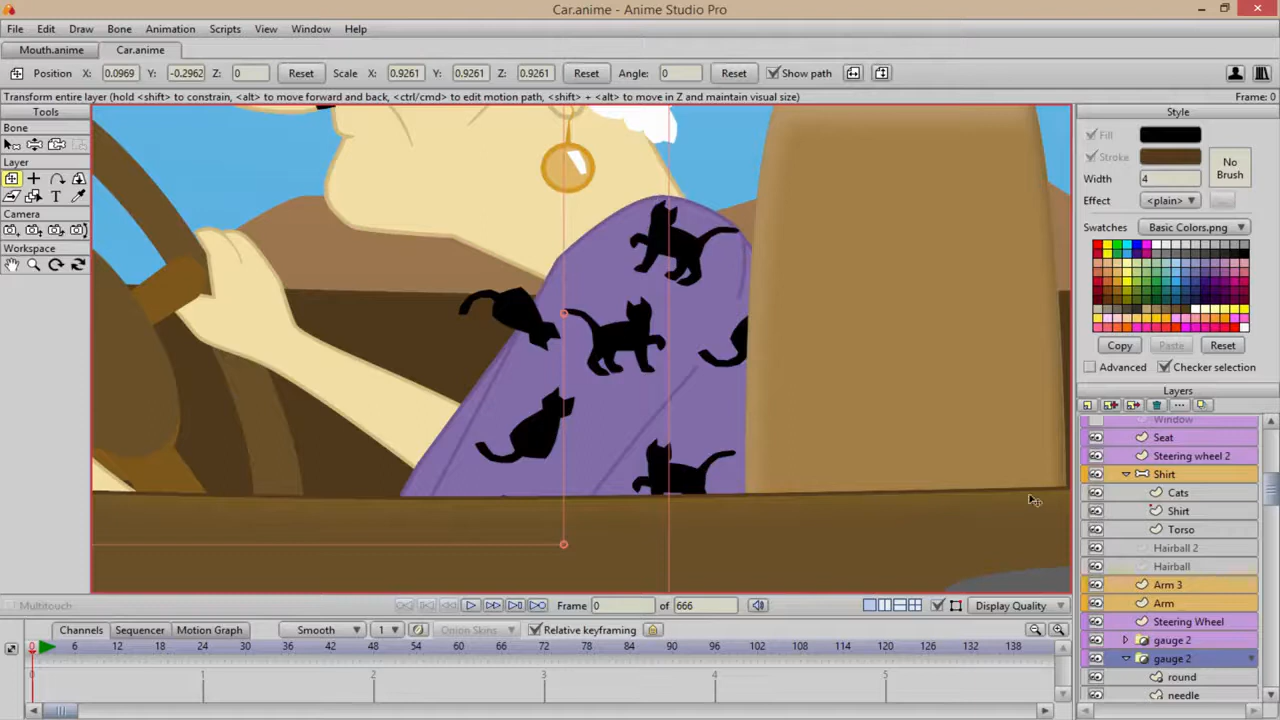 Car.anime - Anime Studio Pro
File Edit Draw Bone Animation Scripts View Window Help
Mouth.anime Car.anime
Position X: 0.0969 Y: -0.2962 Z: 0 Reset Scale X: 0.9261 Y: 0.9261 Z: 0.9261 Reset Angle: 0 Reset Show path
Transform entire layer (hold <shift> to constrain, <alt> to move forward and back, <ctrl/cmd> to edit motion path, <shift> + <alt> to move in Z and maintain visual size) Frame: 0
Tools
Bone
Layer
Camera
Workspace
Style
Fill
Stroke
No Brush
Width 4
Effect <plain> ...
Swatches Basic Colors.png
Copy Paste Reset
Advanced Checker selection
Layers
Window
Seat
Steering wheel 2
Shirt
Cats
Shirt
Torso
Hairball 2
Hairball
Arm 3
Arm
Steering Wheel
gauge 2
gauge 2
round
needle
Multitouch Frame 0 of 666 Display Quality
Channels Sequencer Motion Graph Smooth 1 Onion Skins Relative keyframing
0 6 12 18 24 30 36 42 48 54 60 66 72 78 84 90 96 102 108 114 120 126 132 138
0 1 2 3 4 5